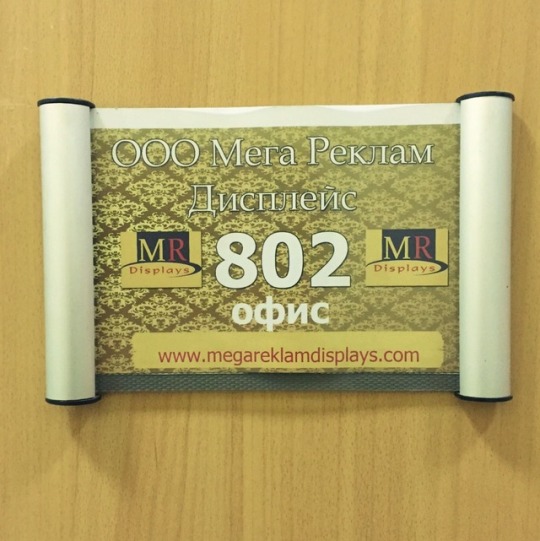 ООО Мега Реклам
Дисплейс
MR
Displays
802
MR
Displays
офис
www.megareklamdisplays.com